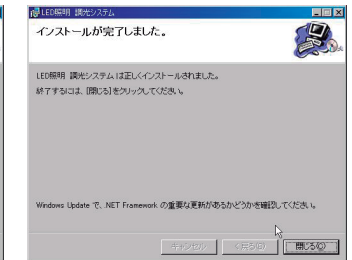 LED照明 調光システム
インストールが完了しました。
LED照明 調光システム は正しくインストールされました。
終了するには、[閉じる]をクリックしてください。
Windows Update で、.NET Framework の重要な更新があるかどうかを確認してください。
キャンセル
< 戻る(B)
閉じる(C)